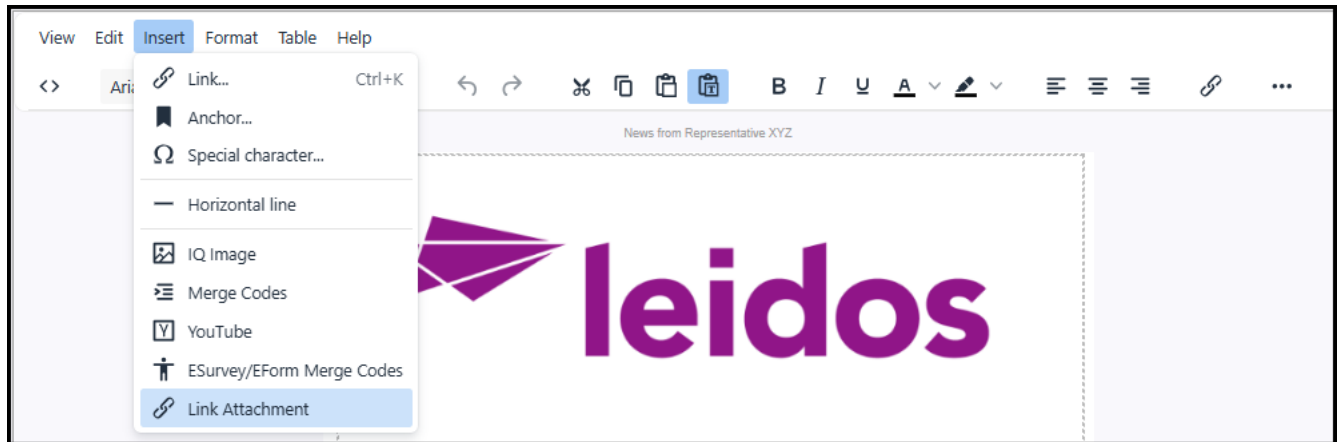 View Edit Insert Format Table Help
Link... Ctrl+K
Anchor...
Special character...
Horizontal line
IQ Image
Merge Codes
YouTube
ESurvey/EForm Merge Codes
Link Attachment
<> Ari B I U A
News from Representative XYZ
leidos